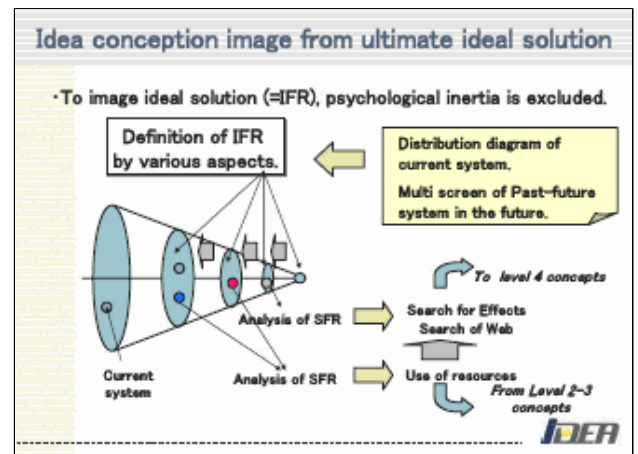 Idea conception image from ultimate ideal solution
・To image ideal solution (=IFR), psychological inertia is excluded.
Definition of IFR
by various aspects.
Distribution diagram of
current system.
Multi screen of Past-future
system in the future.
To level 4 concepts
Analysis of SFR
Search for Effects
Search of Web
Current
system
Analysis of SFR
Use of resources
From Level 2-3
concepts
IDEA